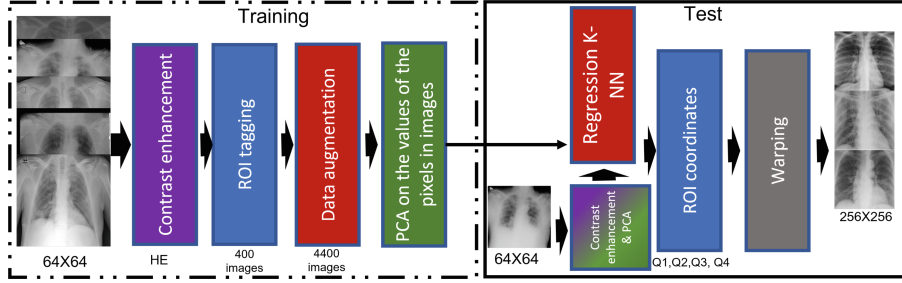 Training
Contrast enhancement
ROI tagging
Data augmentation
PCA on the values of the
pixels in images
64X64
HE
400
images
4400
images
Test
Regression K-
NN
ROI coordinates
Warping
Contrast
enhancement
& PCA
64X64
Q1,Q2,Q3, Q4
256X256